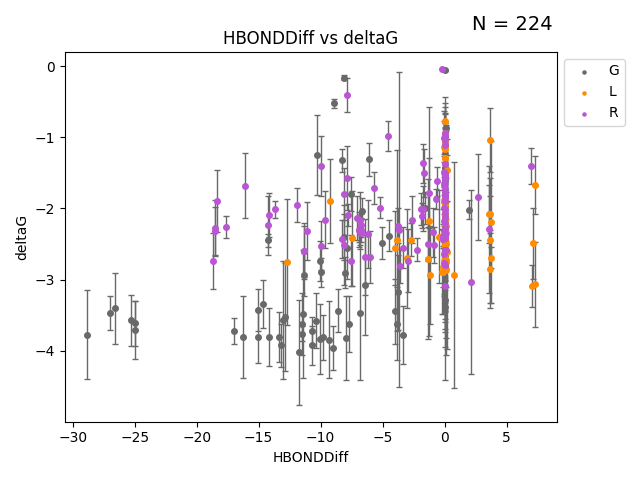 N = 224
HBONDDiff vs deltaG
G
L
R
deltaG
0
−1
−2
−3
−4
−30 −25 −20 −15 −10 −5 0 5
HBONDDiff